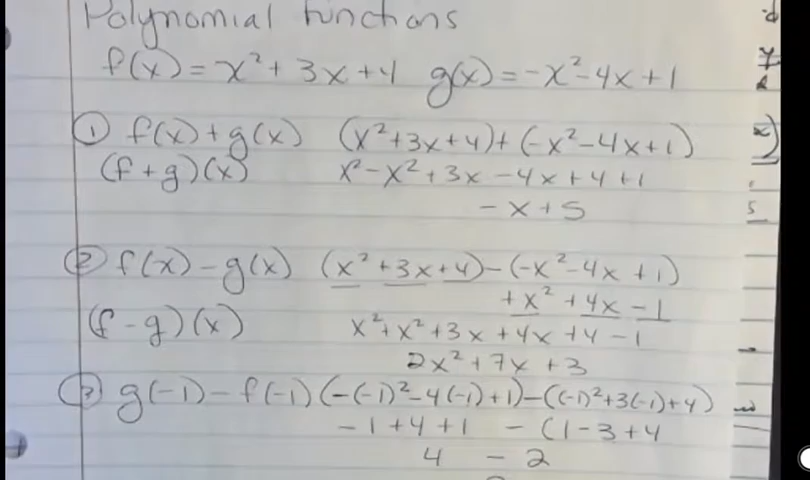 Polynomial functions
f(x) = x² + 3x + 4 g(x) = -x² - 4x + 1
① f(x) + g(x) (x² + 3x + 4) + (-x² - 4x + 1)
(f + g)(x) x² - x² + 3x - 4x + 4 + 1
- x + 5
② f(x) - g(x) (x² + 3x + 4) - (-x² - 4x + 1)
+ x² + 4x - 1
(f - g)(x) x² + x² + 3x + 4x + 4 - 1
2x² + 7x + 3
③ g(-1) - f(-1) (-(-1)² - 4(-1) + 1) - ((-1)² + 3(-1) + 4)
- 1 + 4 + 1 - (1 - 3 + 4
4 - 2